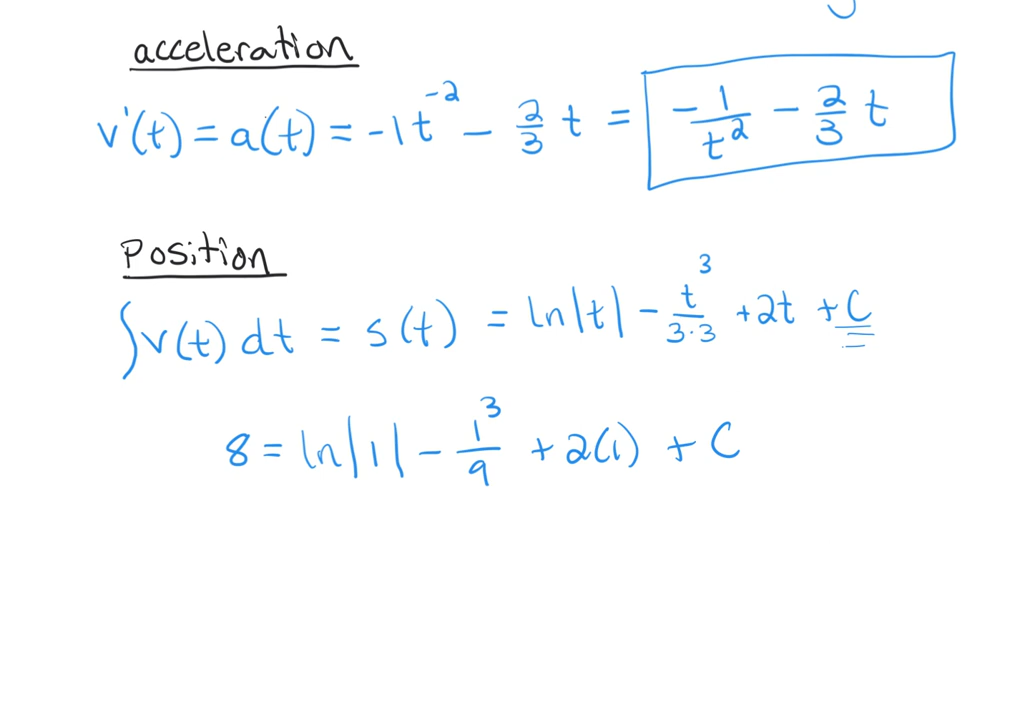 acceleration
v'(t) = a(t) = -1t^-2 - 2/3 t = -1/t^2 - 2/3 t
Position
∫v(t) dt = s(t) = ln|t| - t^3/3·3 + 2t + C
8 = ln|1| - 1^3/9 + 2(1) + C